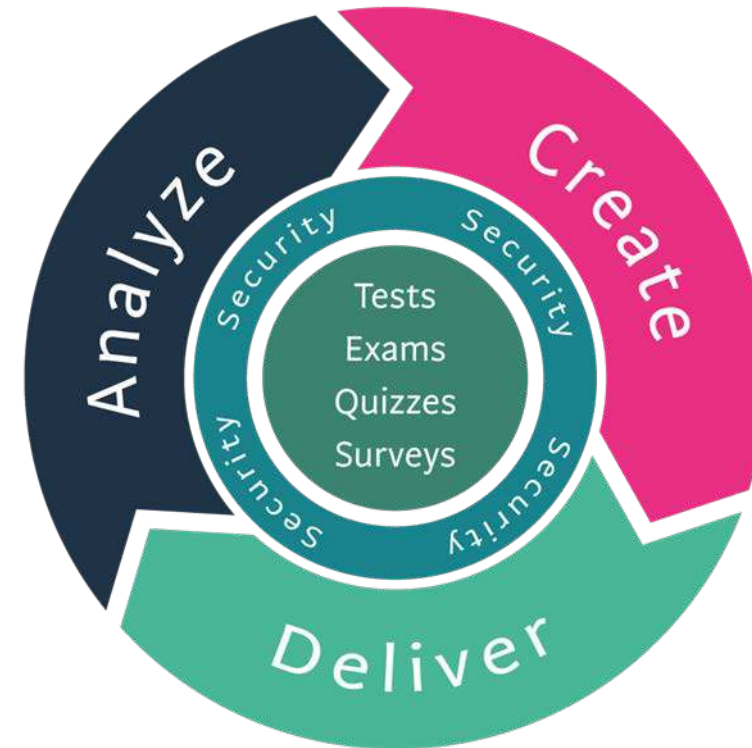 Analyze
Create
Deliver
Security
Security
Security
Security
Tests
Exams
Quizzes
Surveys